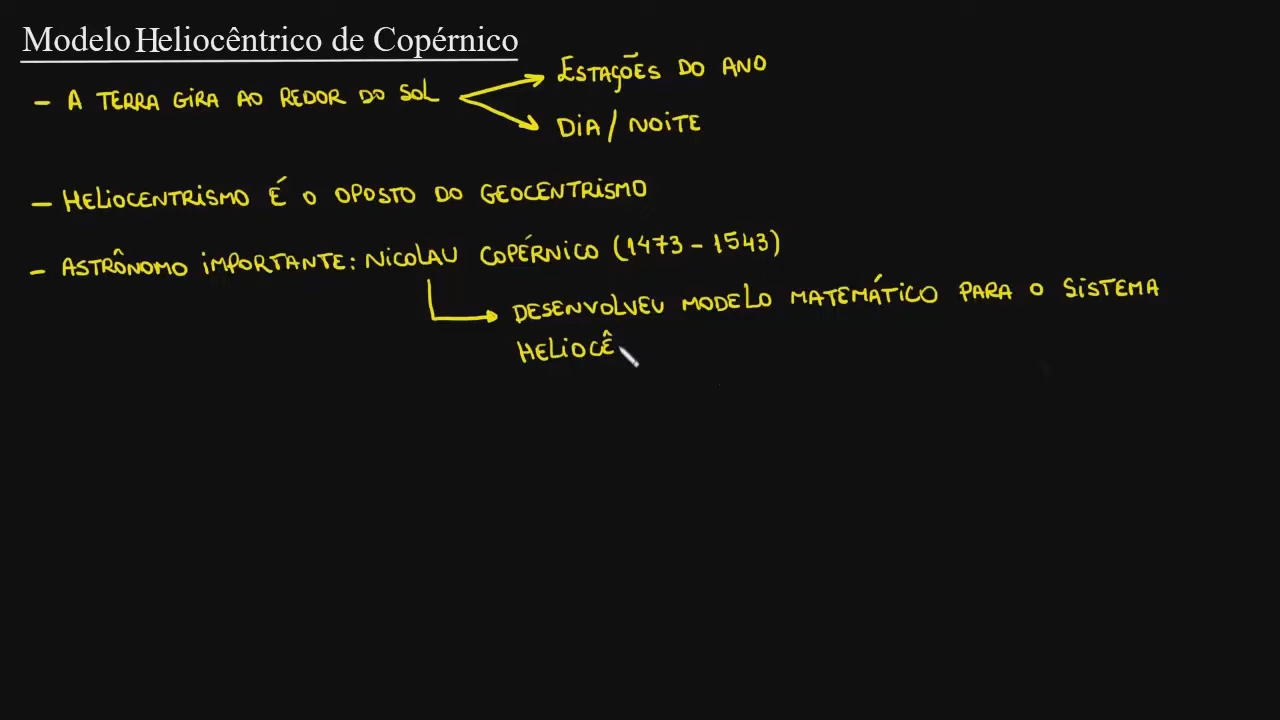 Modelo Heliocêntrico de Copérnico
- A TERRA GIRA AO REDOR DO SOL
ESTAÇÕES DO ANO
DIA / NOITE
- HELIOCENTRISMO É O OPOSTO DO GEOCENTRISMO
- ASTRÔNOMO IMPORTANTE: NICOLAU COPÉRNICO (1473 - 1543)
DESENVOLVEU MODELO MATEMÁTICO PARA O SISTEMA
HELIOCÊ